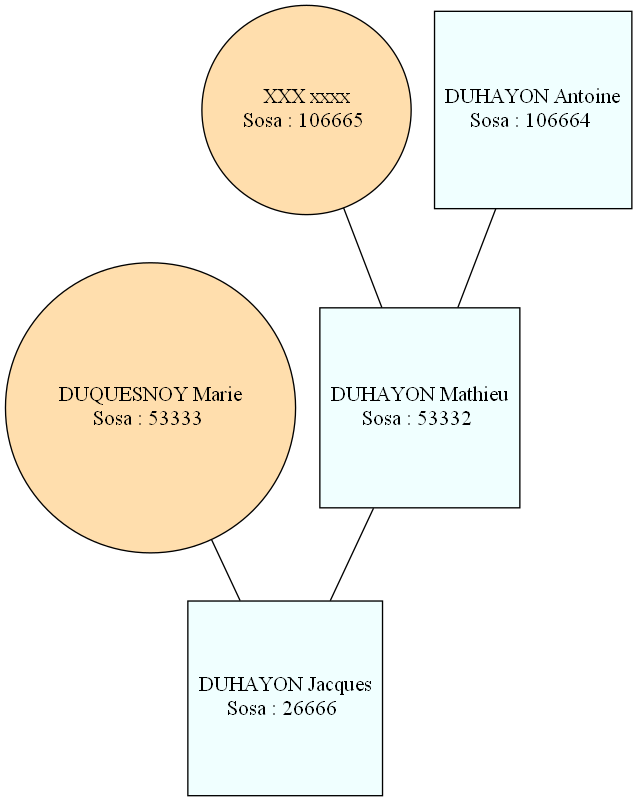 XXX xxxx
Sosa : 106665
DUHAYON Antoine
Sosa : 106664
DUQUESNOY Marie
Sosa : 53333
DUHAYON Mathieu
Sosa : 53332
DUHAYON Jacques
Sosa : 26666